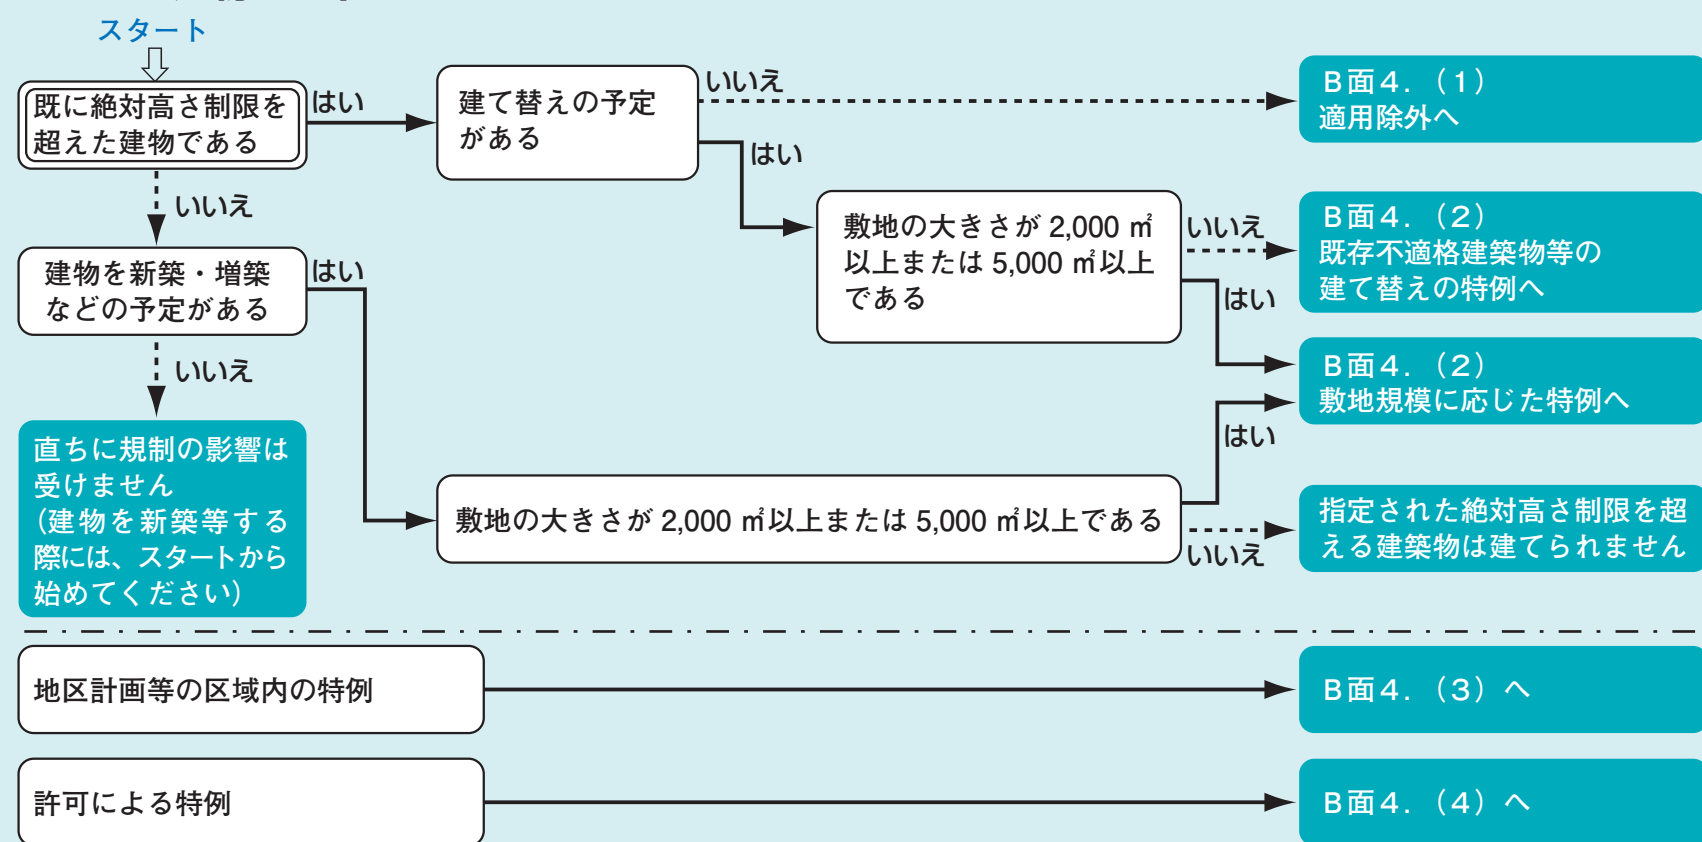 スタート
既に絶対高さ制限を
超えた建物である
はい
建て替えの予定
がある
いいえ
B面4.（1）
適用除外へ
はい
いいえ
敷地の大きさが 2,000 ㎡
以上または 5,000 ㎡以上
である
いいえ
B面4.（2）
既存不適格建築物等の
建て替えの特例へ
はい
建物を新築・増築
などの予定がある
はい
B面4.（2）
敷地規模に応じた特例へ
いいえ
はい
直ちに規制の影響は
受けません
（建物を新築等する
際には、スタートから
始めてください）
敷地の大きさが 2,000 ㎡以上または 5,000 ㎡以上である
いいえ
指定された絶対高さ制限を超
える建築物は建てられません
地区計画等の区域内の特例
B面4.（3）へ
許可による特例
B面4.（4）へ